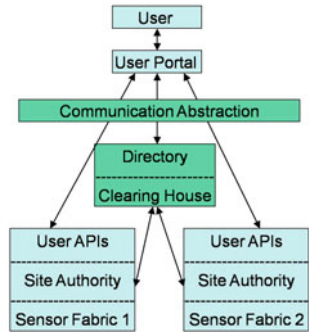 User
User Portal
Communication Abstraction
Directory
Clearing House
User APIs
Site Authority
Sensor Fabric 1
User APIs
Site Authority
Sensor Fabric 2